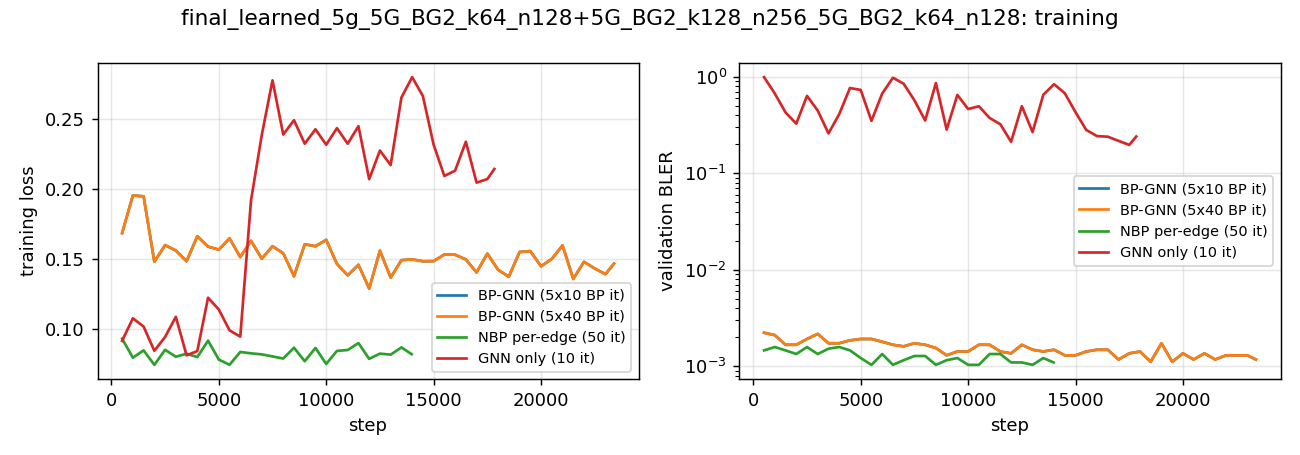 final_learned_5g_5G_BG2_k64_n128+5G_BG2_k128_n256_5G_BG2_k64_n128: training
training loss
0.25
0.20
0.15
0.10
0
5000
10000
15000
20000
step
BP-GNN (5x10 BP it)
BP-GNN (5x40 BP it)
NBP per-edge (50 it)
GNN only (10 it)
validation BLER
10⁰
10⁻¹
10⁻²
10⁻³
0
5000
10000
15000
20000
step
BP-GNN (5x10 BP it)
BP-GNN (5x40 BP it)
NBP per-edge (50 it)
GNN only (10 it)